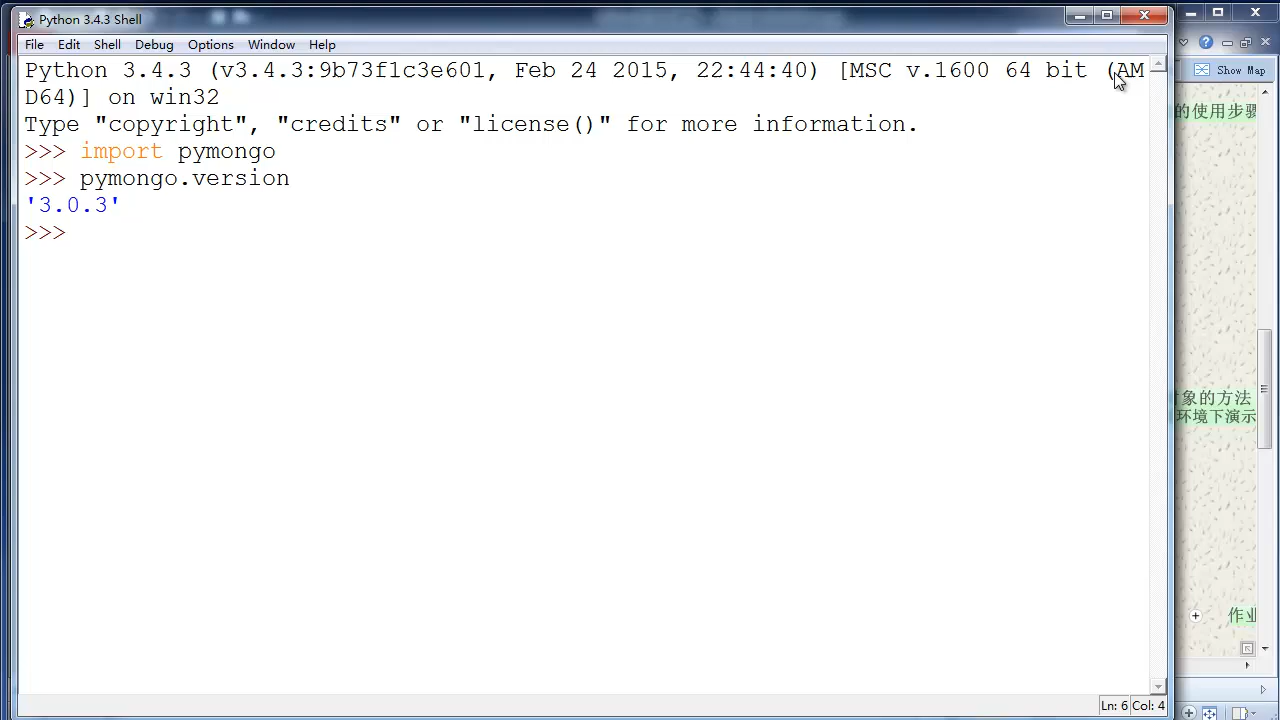 Python 3.4.3 Shell
File Edit Shell Debug Options Window Help
Python 3.4.3 (v3.4.3:9b73f1c3e601, Feb 24 2015, 22:44:40) [MSC v.1600 64 bit (AM
D64)] on win32
Type "copyright", "credits" or "license()" for more information.
>>> import pymongo
>>> pymongo.version
'3.0.3'
>>>
Ln: 6 Col: 4
Show Map
的使用步骤
对象的方法
环境下演示
作业